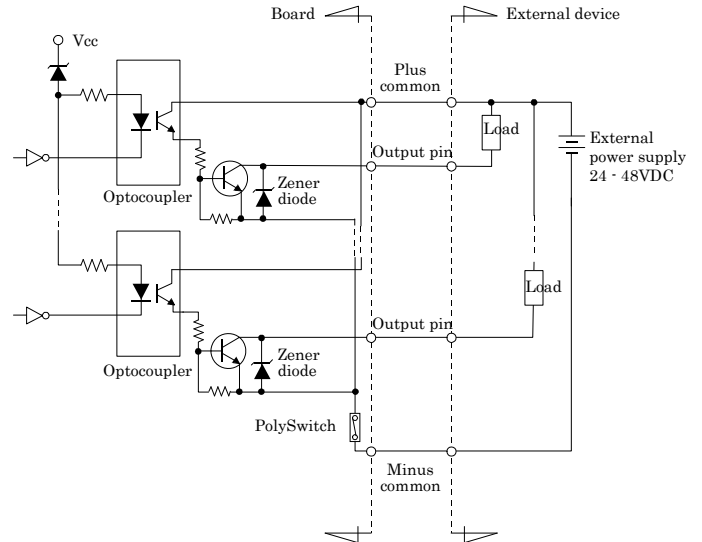 Board
External device
Vcc
Plus
common
Load
Output pin
External
power supply
24 - 48VDC
Zener
diode
Optocoupler
Load
Output pin
Zener
diode
Optocoupler
PolySwitch
Minus
common